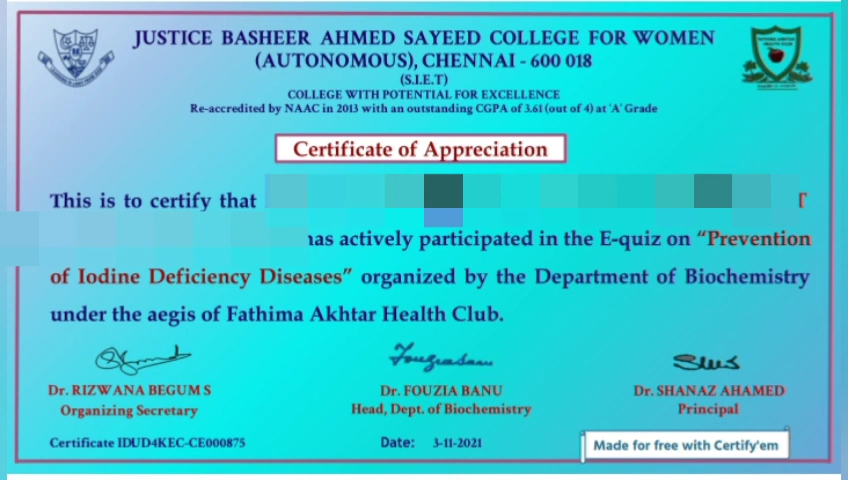 JUSTICE BASHEER AHMED SAYEED COLLEGE FOR WOMEN
(AUTONOMOUS), CHENNAI - 600 018
(S.I.E.T)
COLLEGE WITH POTENTIAL FOR EXCELLENCE
Re-accredited by NAAC in 2013 with an outstanding CGPA of 3.61 (out of 4) at 'A' Grade
Certificate of Appreciation
This is to certify that
has actively participated in the E-quiz on “Prevention
of Iodine Deficiency Diseases” organized by the Department of Biochemistry
under the aegis of Fathima Akhtar Health Club.
Dr. RIZWANA BEGUM S
Organizing Secretary
Dr. FOUZIA BANU
Head, Dept. of Biochemistry
Dr. SHANAZ AHAMED
Principal
Certificate IDUD4KEC-CE000875
Date: 3-11-2021
Made for free with Certify'em